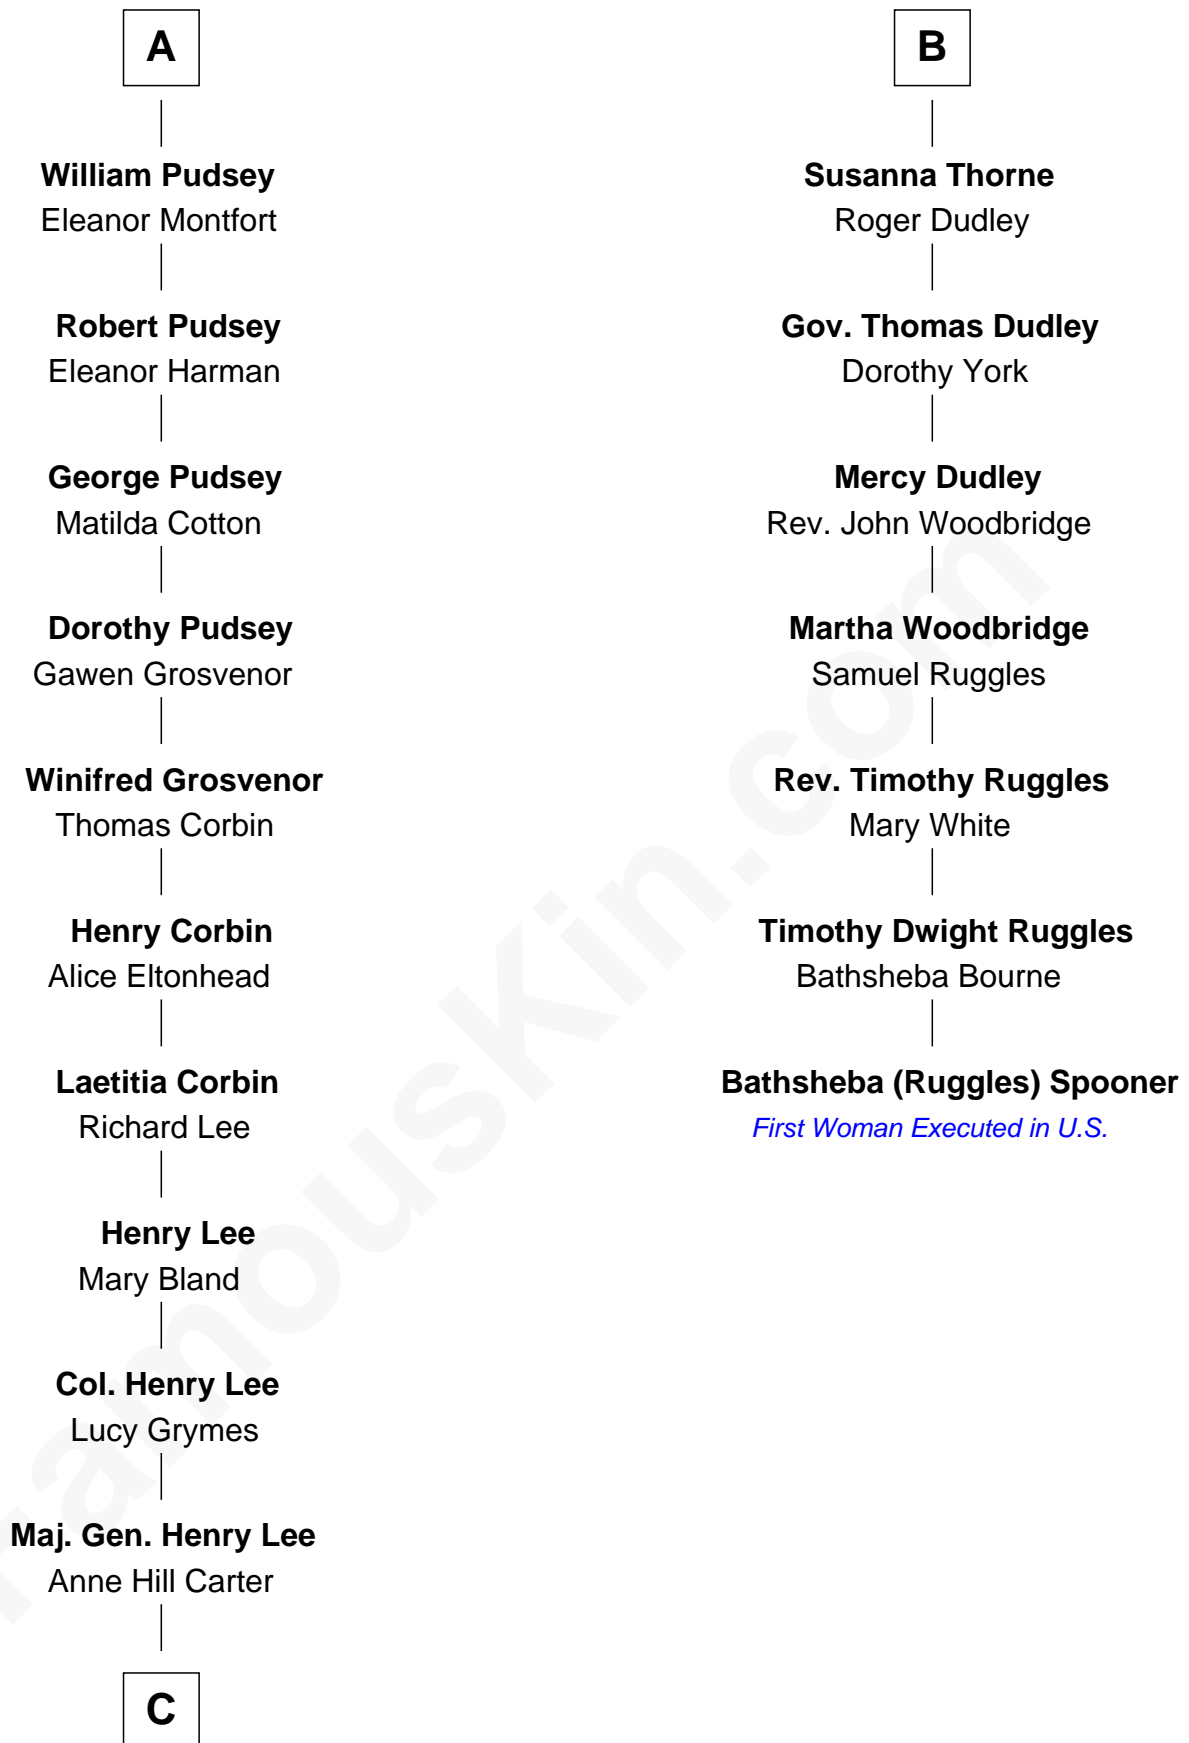 A
William Pudsey
Eleanor Montfort
Robert Pudsey
Eleanor Harman
George Pudsey
Matilda Cotton
Dorothy Pudsey
Gawen Grosvenor
Winifred Grosvenor
Thomas Corbin
Henry Corbin
Alice Eltonhead
Laetitia Corbin
Richard Lee
Henry Lee
Mary Bland
Col. Henry Lee
Lucy Grymes
Maj. Gen. Henry Lee
Anne Hill Carter
C
B
Susanna Thorne
Roger Dudley
Gov. Thomas Dudley
Dorothy York
Mercy Dudley
Rev. John Woodbridge
Martha Woodbridge
Samuel Ruggles
Rev. Timothy Ruggles
Mary White
Timothy Dwight Ruggles
Bathsheba Bourne
Bathsheba (Ruggles) Spooner
First Woman Executed in U.S.
FamousKin.com